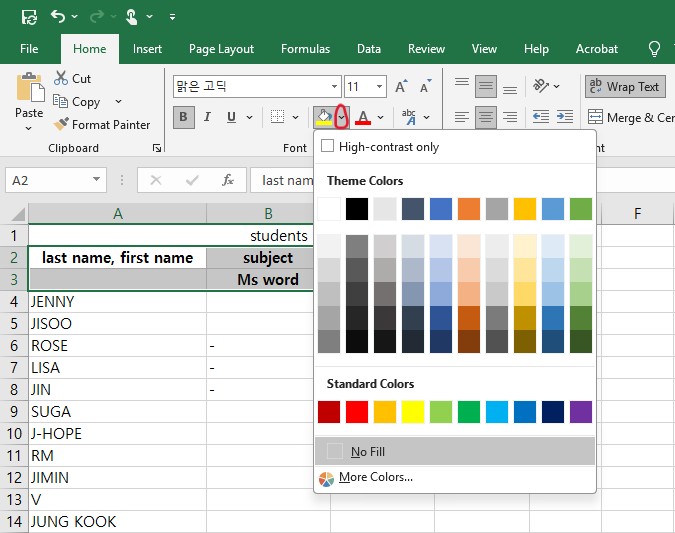 File Home Insert Page Layout Formulas Data Review View Help Acrobat
Cut
Copy
Format Painter
Paste
Clipboard
맑은 고딕 11 A A
B I U A abc A
Font
ab c Wrap Text
Merge & Cen
nt
A2 fx last nam
A B F
1 students
2 last name, first name subject
3 Ms word
4 JENNY
5 JISOO
6 ROSE -
7 LISA -
8 JIN -
9 SUGA
10 J-HOPE
11 RM
12 JIMIN
13 V
14 JUNG KOOK
High-contrast only
Theme Colors
Standard Colors
No Fill
More Colors...